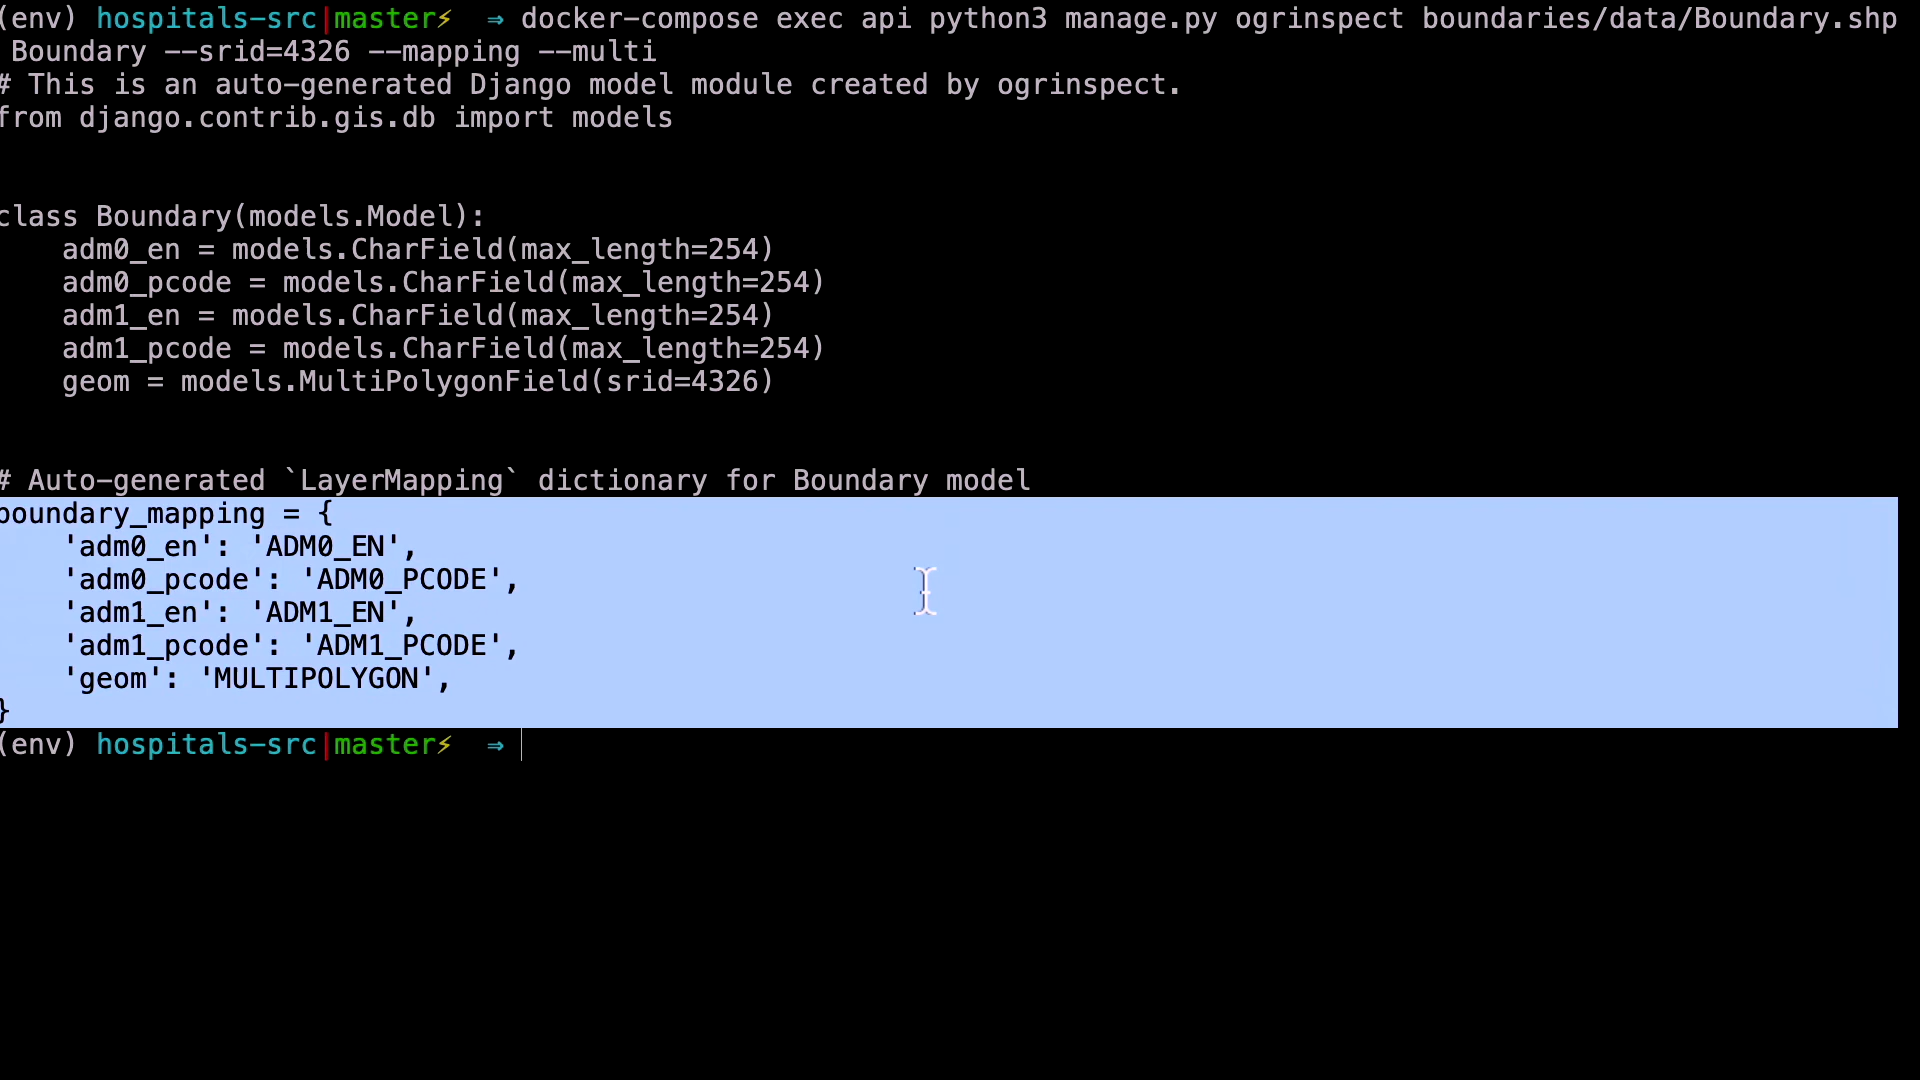 (env) hospitals-src|master⚡ ⇒ docker-compose exec api python3 manage.py ogrinspect boundaries/data/Boundary.shp
Boundary --srid=4326 --mapping --multi
# This is an auto-generated Django model module created by ogrinspect.
from django.contrib.gis.db import models
class Boundary(models.Model):
    adm0_en = models.CharField(max_length=254)
    adm0_pcode = models.CharField(max_length=254)
    adm1_en = models.CharField(max_length=254)
    adm1_pcode = models.CharField(max_length=254)
    geom = models.MultiPolygonField(srid=4326)
# Auto-generated `LayerMapping` dictionary for Boundary model
boundary_mapping = {
    'adm0_en': 'ADM0_EN',
    'adm0_pcode': 'ADM0_PCODE',
    'adm1_en': 'ADM1_EN',
    'adm1_pcode': 'ADM1_PCODE',
    'geom': 'MULTIPOLYGON',
}
(env) hospitals-src|master⚡ ⇒